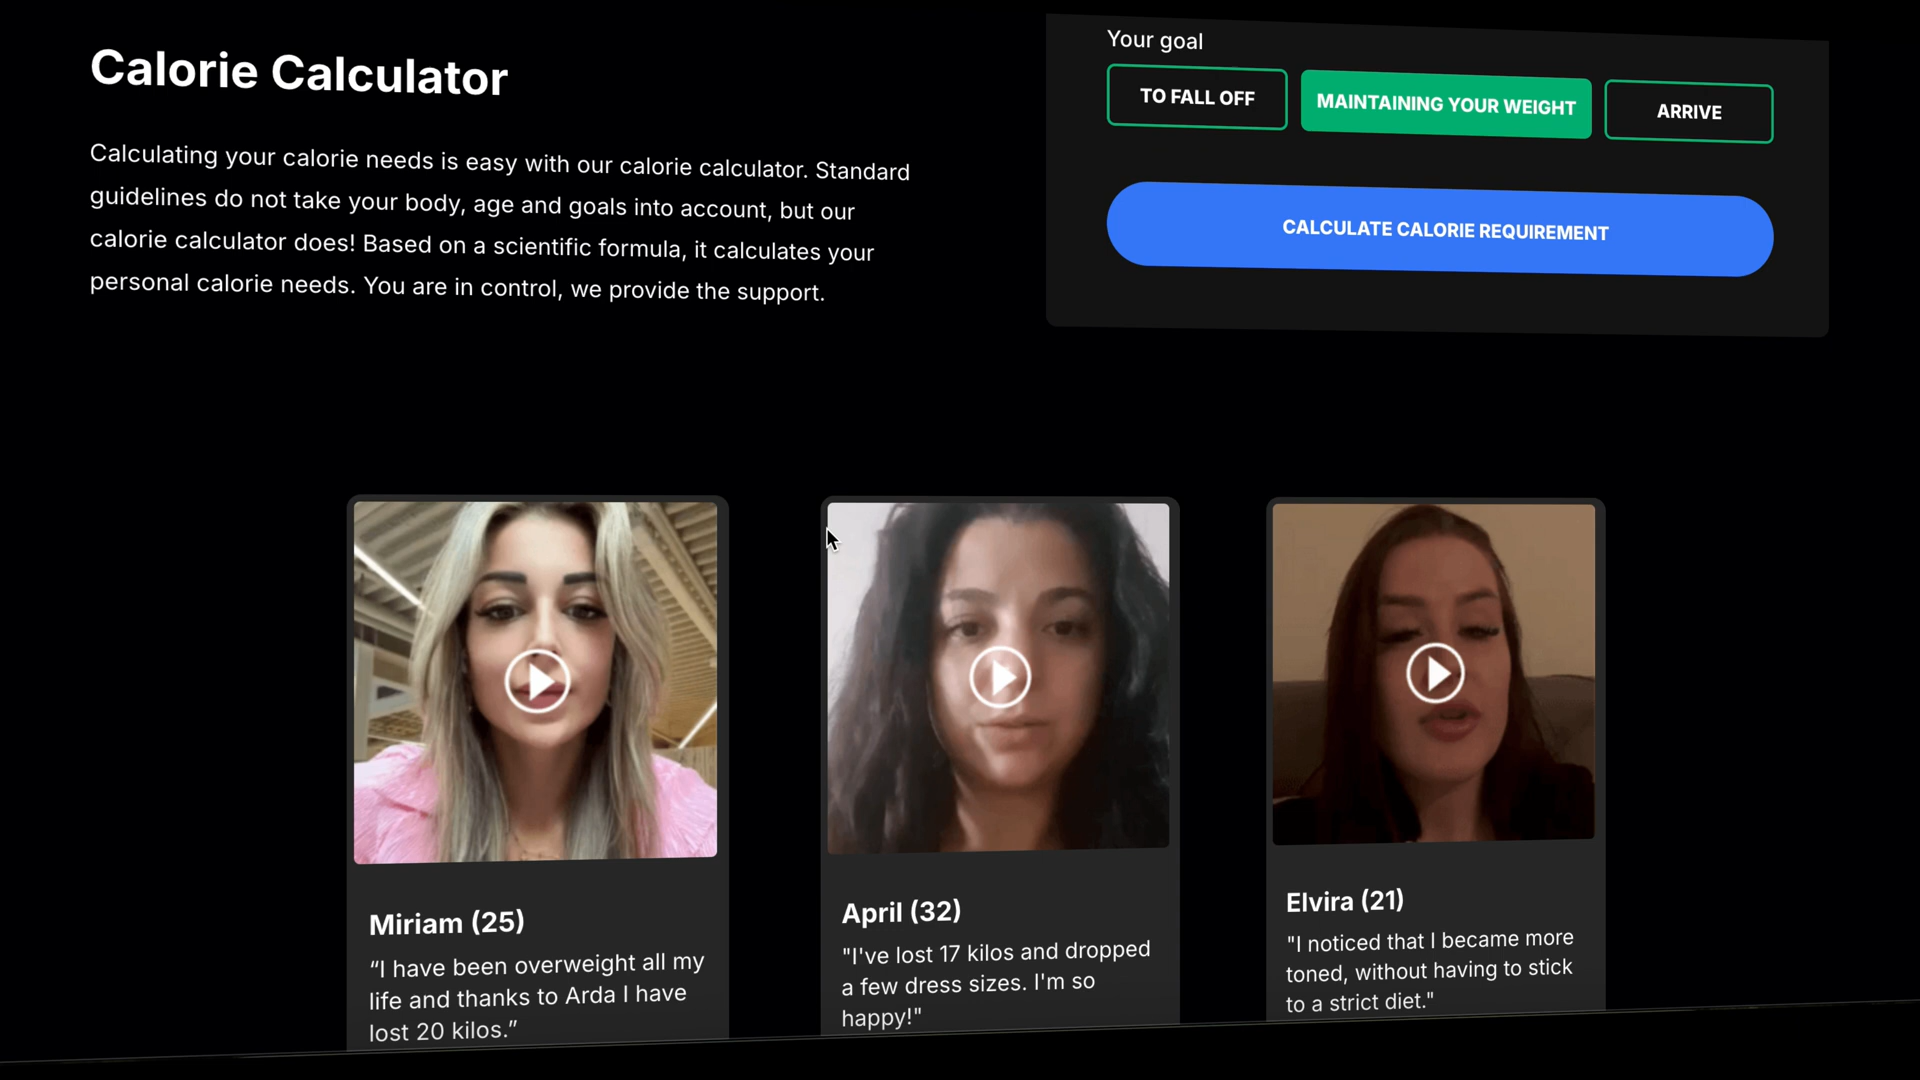 Calorie Calculator
Calculating your calorie needs is easy with our calorie calculator. Standard
guidelines do not take your body, age and goals into account, but our
calorie calculator does! Based on a scientific formula, it calculates your
personal calorie needs. You are in control, we provide the support.
Your goal
TO FALL OFF
MAINTAINING YOUR WEIGHT
ARRIVE
CALCULATE CALORIE REQUIREMENT
Miriam (25)
“I have been overweight all my
life and thanks to Arda I have
lost 20 kilos.”
April (32)
"I've lost 17 kilos and dropped
a few dress sizes. I'm so
happy!"
Elvira (21)
"I noticed that I became more
toned, without having to stick
to a strict diet."